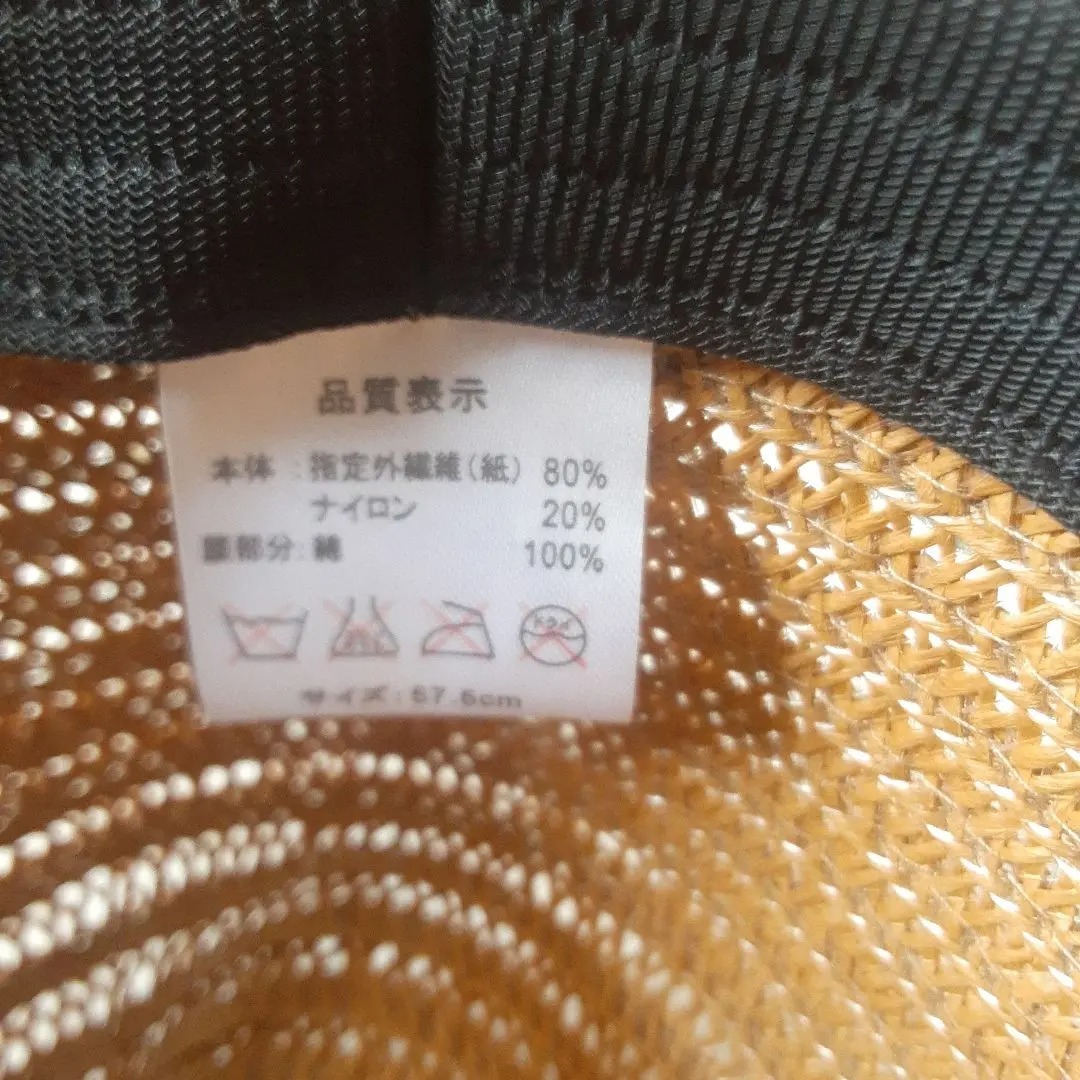 品質表示
本体 : 指定外繊維(紙) 80%
ナイロン 20%
部分: 綿 100%
サイズ:57.5cm